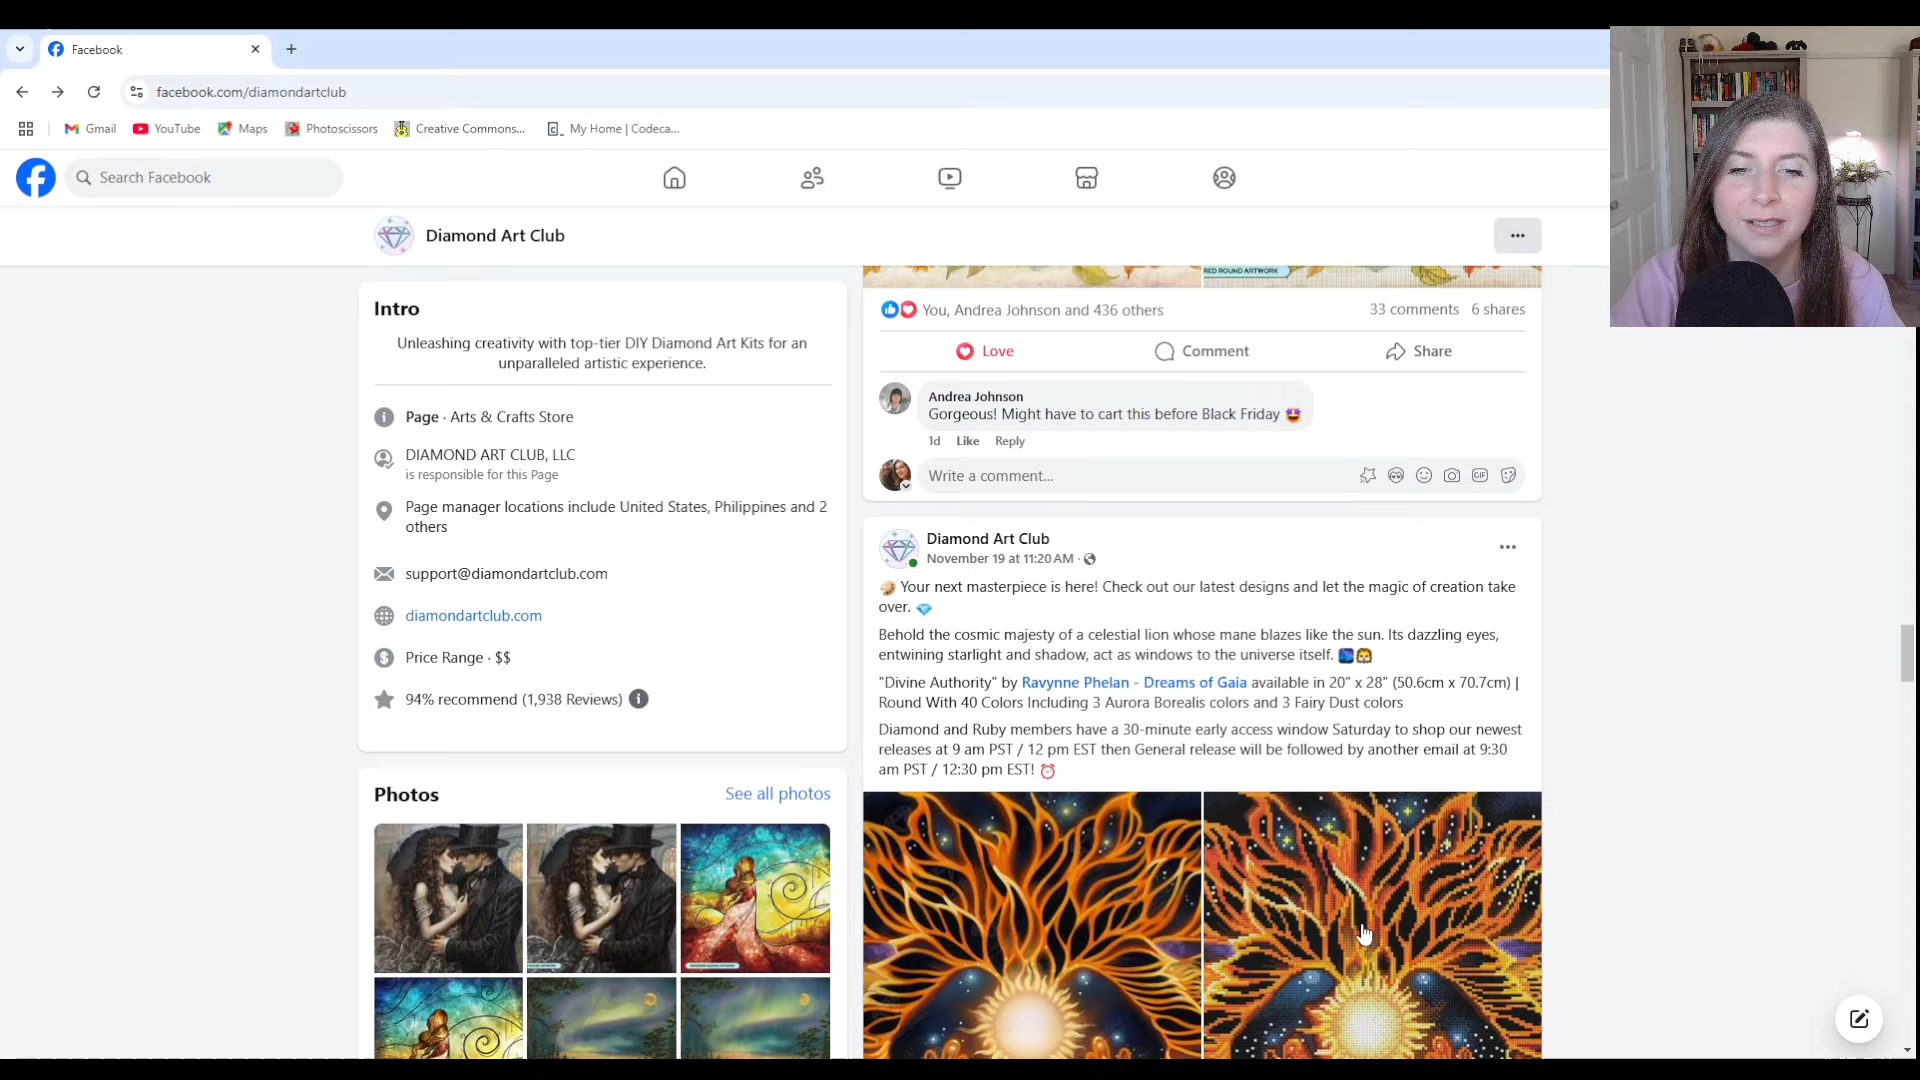 Facebook
facebook.com/diamondartclub
Gmail YouTube Maps Photoscissors Creative Commons... My Home | Codeca...
Search Facebook
Diamond Art Club
Intro
Unleashing creativity with top-tier DIY Diamond Art Kits for an
unparalleled artistic experience.
Page · Arts & Crafts Store
DIAMOND ART CLUB, LLC
is responsible for this Page
Page manager locations include United States, Philippines and 2
others
support@diamondartclub.com
diamondartclub.com
Price Range · $$
94% recommend (1,938 Reviews)
Photos See all photos
RED ROUND ARTWORK
You, Andrea Johnson and 436 others 33 comments 6 shares
Love Comment Share
Andrea Johnson
Gorgeous! Might have to cart this before Black Friday 🤩
1d Like Reply
Write a comment...
GIF
Diamond Art Club
November 19 at 11:20 AM ·
🎨 Your next masterpiece is here! Check out our latest designs and let the magic of creation take
over. 💎
Behold the cosmic majesty of a celestial lion whose mane blazes like the sun. Its dazzling eyes,
entwining starlight and shadow, act as windows to the universe itself. 🌌🦁
"Divine Authority" by Ravynne Phelan - Dreams of Gaia available in 20" x 28" (50.6cm x 70.7cm) |
Round With 40 Colors Including 3 Aurora Borealis colors and 3 Fairy Dust colors
Diamond and Ruby members have a 30-minute early access window Saturday to shop our newest
releases at 9 am PST / 12 pm EST then General release will be followed by another email at 9:30
am PST / 12:30 pm EST! ⏰